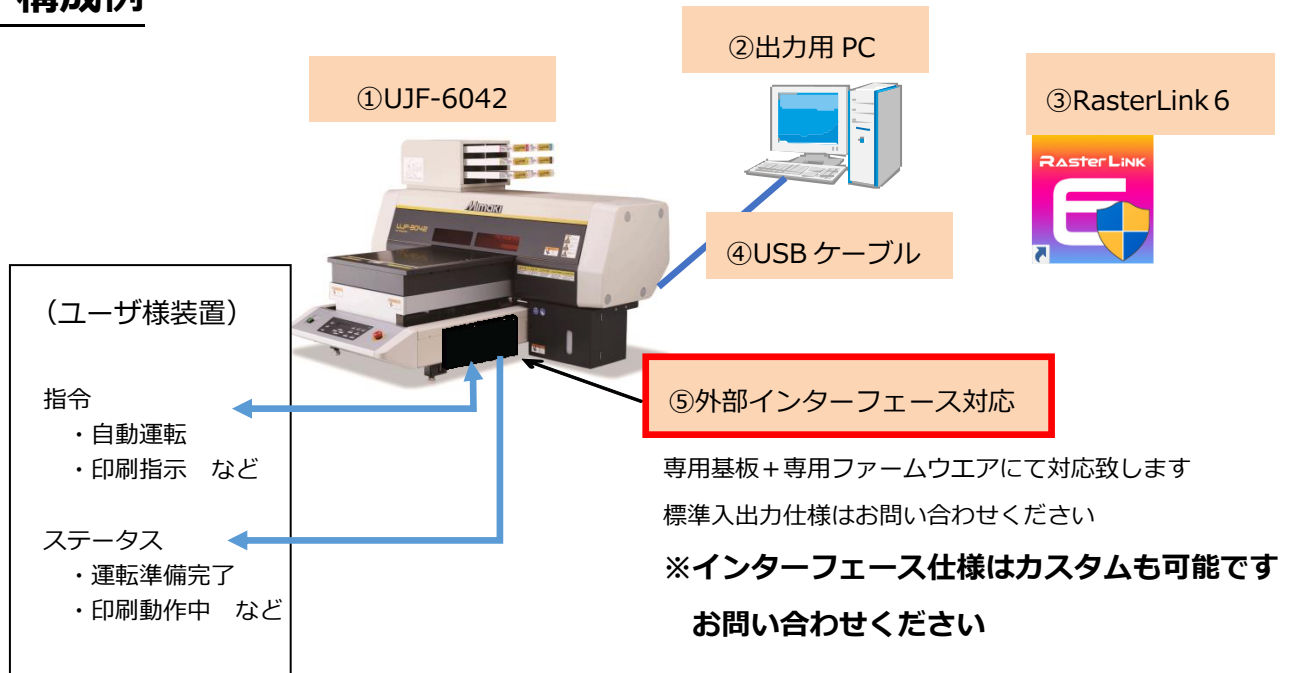 構成例
①UJF-6042
②出力用 PC
③RasterLink 6
RASTERLINK
Mimaki
UJF-6042
④USB ケーブル
（ユーザ様装置）
指令
・自動運転
・印刷指示　など
ステータス
・運転準備完了
・印刷動作中　など
⑤外部インターフェース対応
専用基板＋専用ファームウエアにて対応致します
標準入出力仕様はお問い合わせください
※インターフェース仕様はカスタムも可能です
お問い合わせください